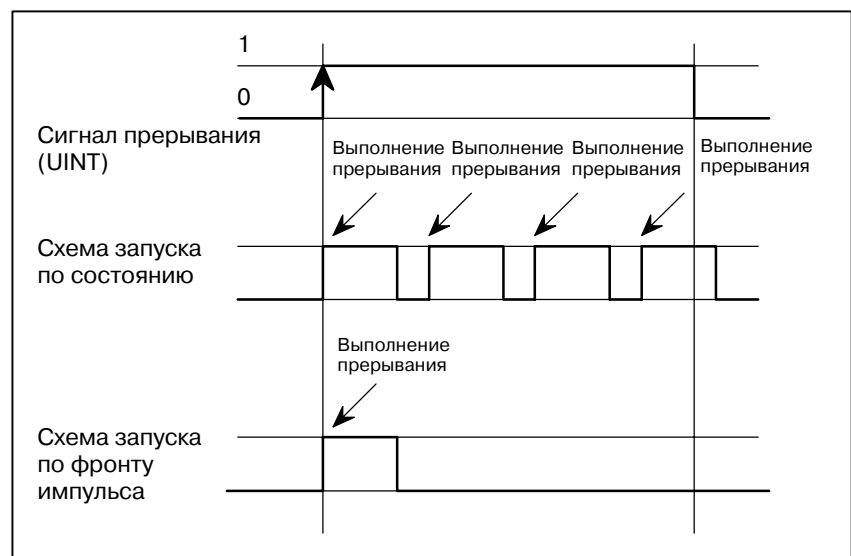 1
0
Сигнал прерывания
(UINT)
Выполнение
прерывания
Выполнение
прерывания
Выполнение
прерывания
Выполнение
прерывания
Схема запуска
по состоянию
Выполнение
прерывания
Схема запуска
по фронту
импульса